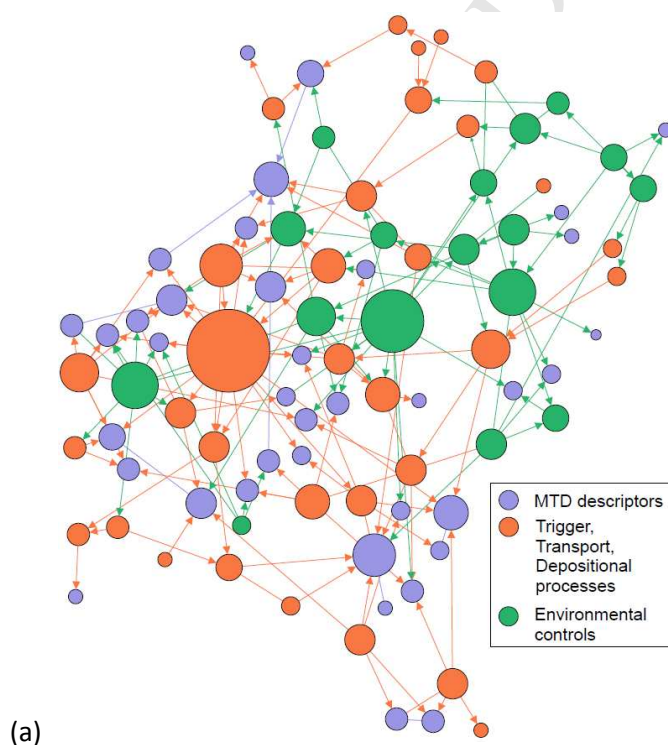 MTD descriptors
Trigger,
Transport,
Depositional
processes
Environmental
controls
(a)